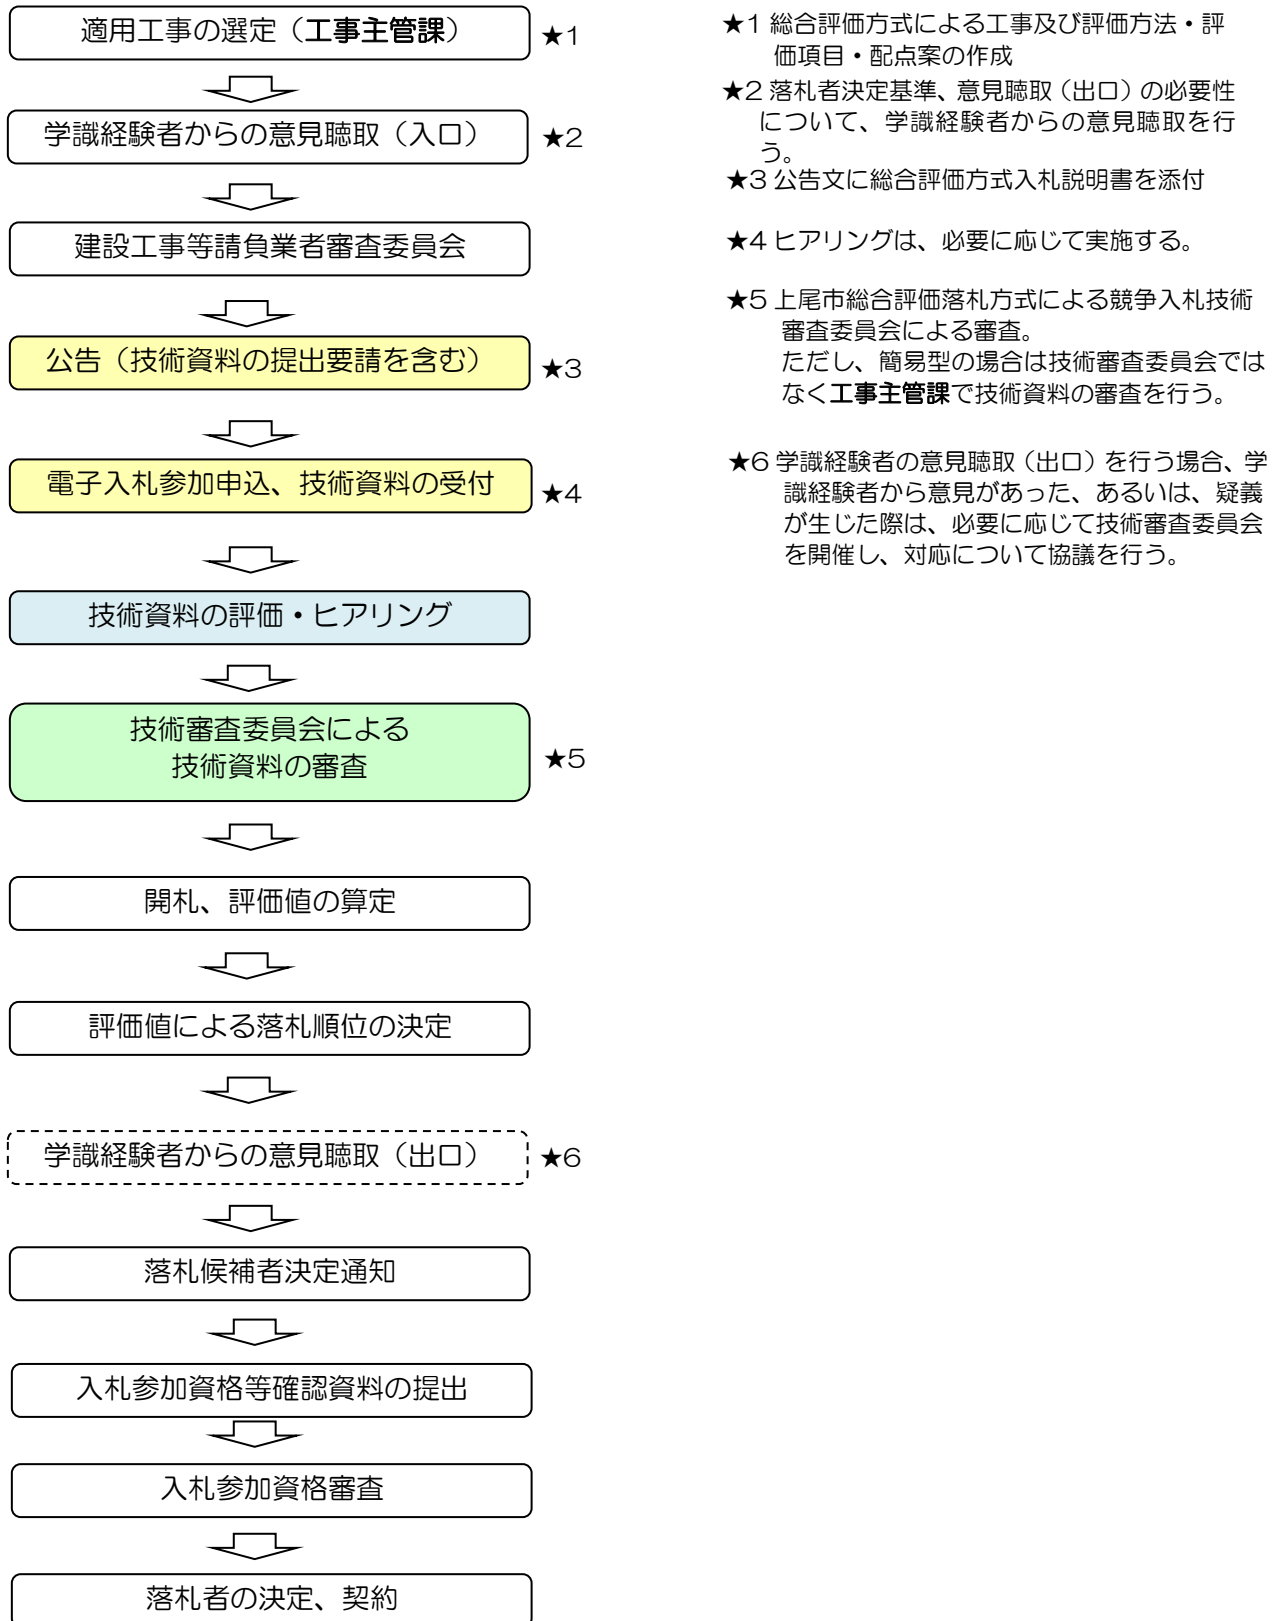 適用工事の選定（工事主管課）
★1
学識経験者からの意見聴取（入口）
★2
建設工事等請負業者審査委員会
公告（技術資料の提出要請を含む）
★3
電子入札参加申込、技術資料の受付
★4
技術資料の評価・ヒアリング
技術審査委員会による
技術資料の審査
★5
開札、評価値の算定
評価値による落札順位の決定
学識経験者からの意見聴取（出口）
★6
落札候補者決定通知
入札参加資格等確認資料の提出
入札参加資格審査
落札者の決定、契約
★1 総合評価方式による工事及び評価方法・評
価項目・配点案の作成
★2 落札者決定基準、意見聴取（出口）の必要性
について、学識経験者からの意見聴取を行
う。
★3 公告文に総合評価方式入札説明書を添付
★4 ヒアリングは、必要に応じて実施する。
★5 上尾市総合評価落札方式による競争入札技術
審査委員会による審査。
ただし、簡易型の場合は技術審査委員会では
なく工事主管課で技術資料の審査を行う。
★6 学識経験者の意見聴取（出口）を行う場合、学
識経験者から意見があった、あるいは、疑義
が生じた際は、必要に応じて技術審査委員会
を開催し、対応について協議を行う。